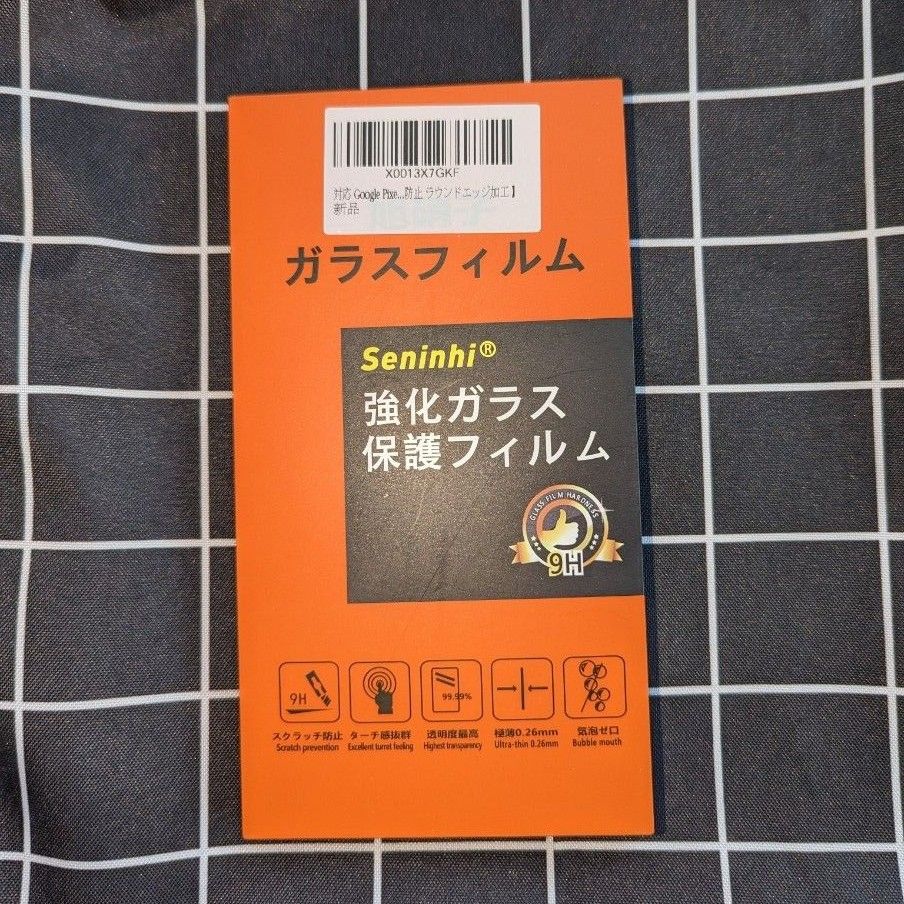 X0013X7GKF
対応 Google Pixe...防止 ラウンドエッジ加工】
新品
ガラスフィルム
Seninhi®
強化ガラス
保護フィルム
GLASS FILM HARDNESS
9H
9H
99.99%
スクラッチ防止
Scratch prevention
ターチ感抜群
Excellent turret feeling
透明度最高
Highest transparency
極薄0.26mm
Ultra-thin 0.26mm
気泡ゼロ
Bubble mouth